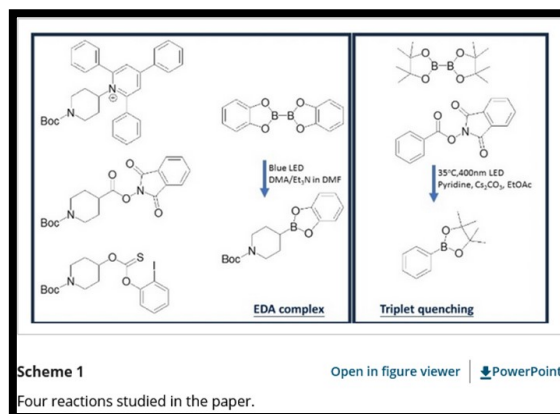 Boc
N
N
⊕
Boc
N
O
O
N
O
O
Boc
N
O
S
O
I
O
O
B
B
O
O
Blue LED
DMA/Et₃N in DMF
Boc
N
B
O
O
EDA complex
O
O
B
B
O
O
O
O
N
O
O
35°C,400nm LED
Pyridine, Cs₂CO₃, EtOAc
B
O
O
Triplet quenching
Scheme 1
Open in figure viewer
PowerPoint
Four reactions studied in the paper.